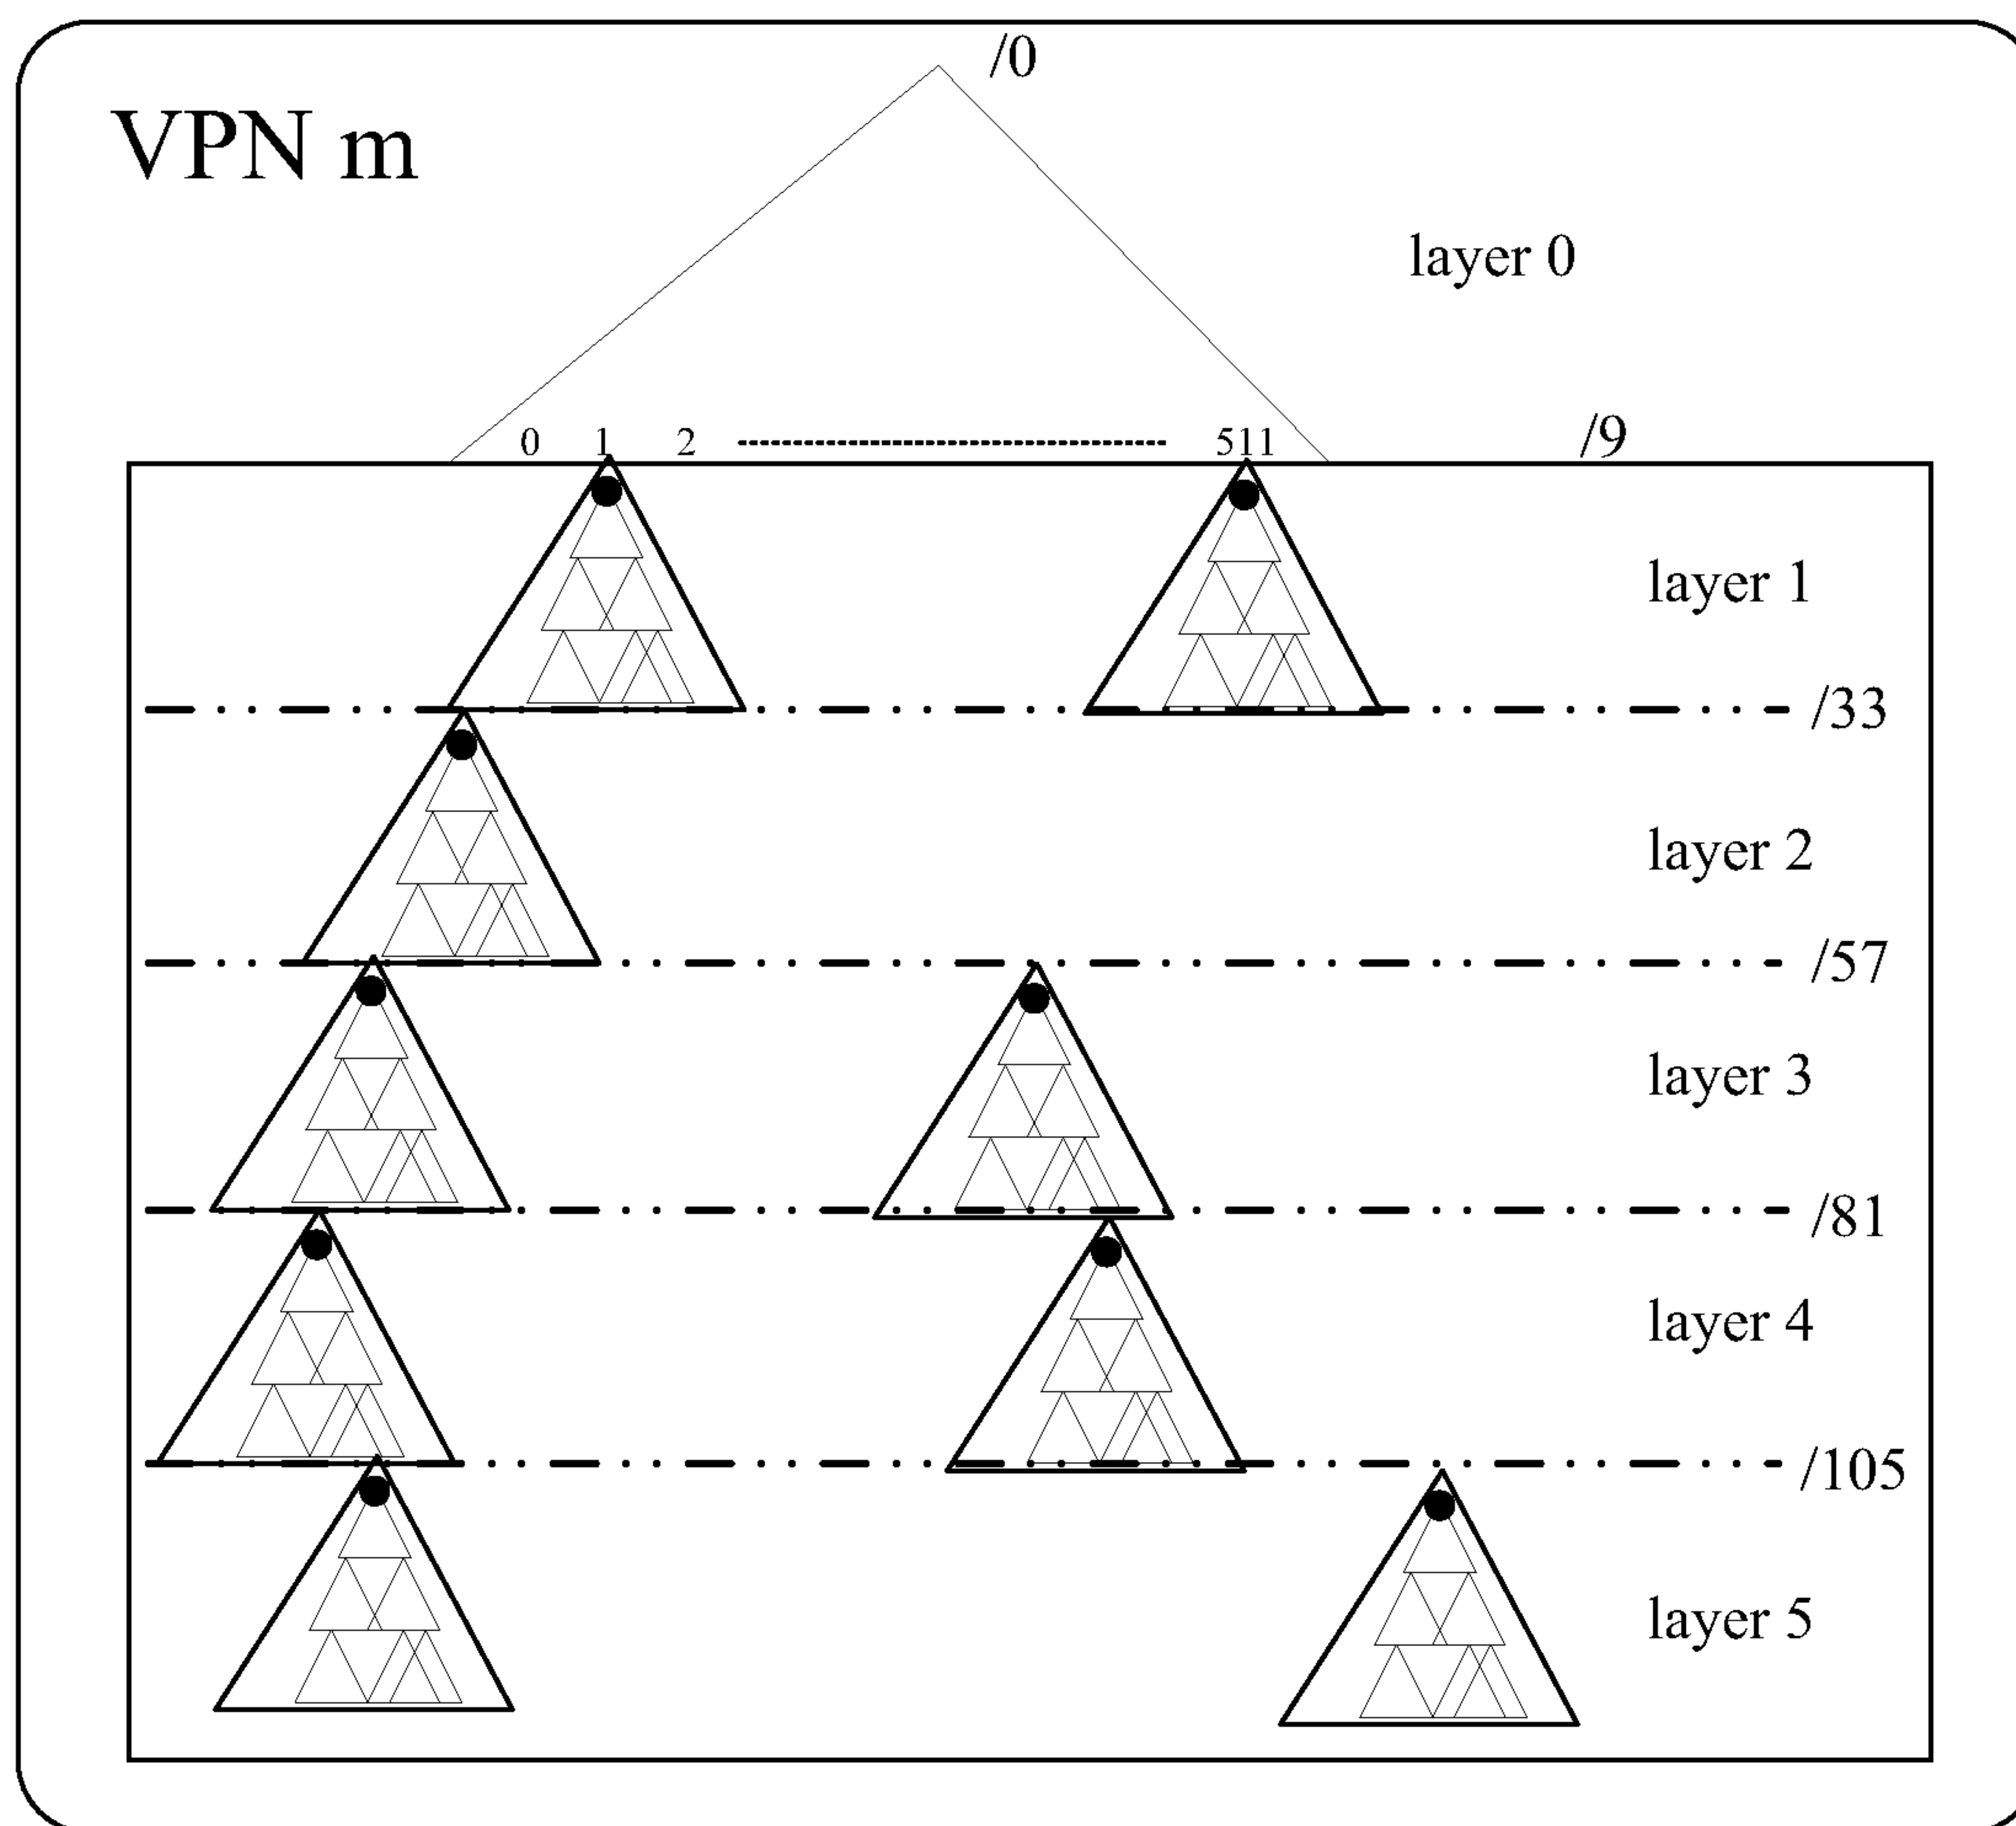 /0
VPN m
layer 0
0 1 2 511 /9
layer 1
/33
layer 2
/57
layer 3
/81
layer 4
/105
layer 5